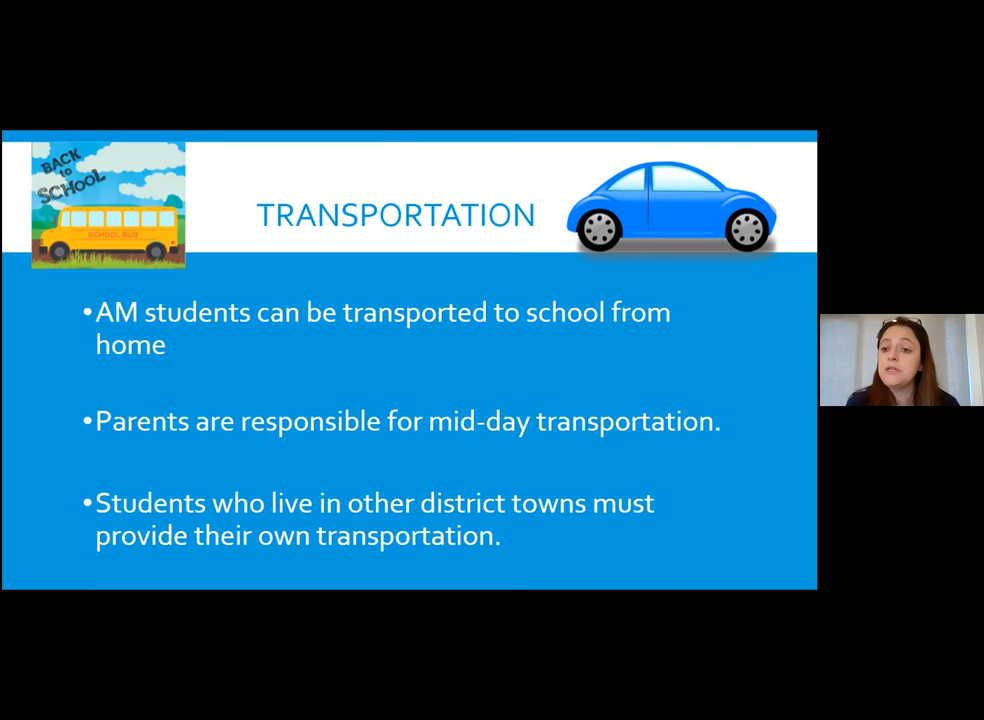 BACK
to
SCHOOL
SCHOOL BUS
TRANSPORTATION
•AM students can be transported to school from
home
•Parents are responsible for mid-day transportation.
•Students who live in other district towns must
provide their own transportation.